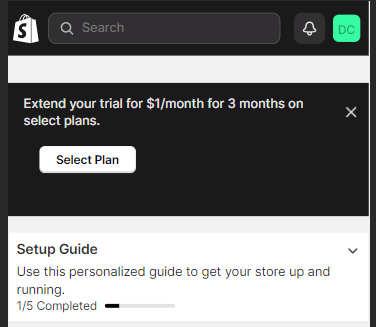 Search
DC
Extend your trial for $1/month for 3 months on
select plans.
Select Plan
Setup Guide
Use this personalized guide to get your store up and
running.
1/5 Completed